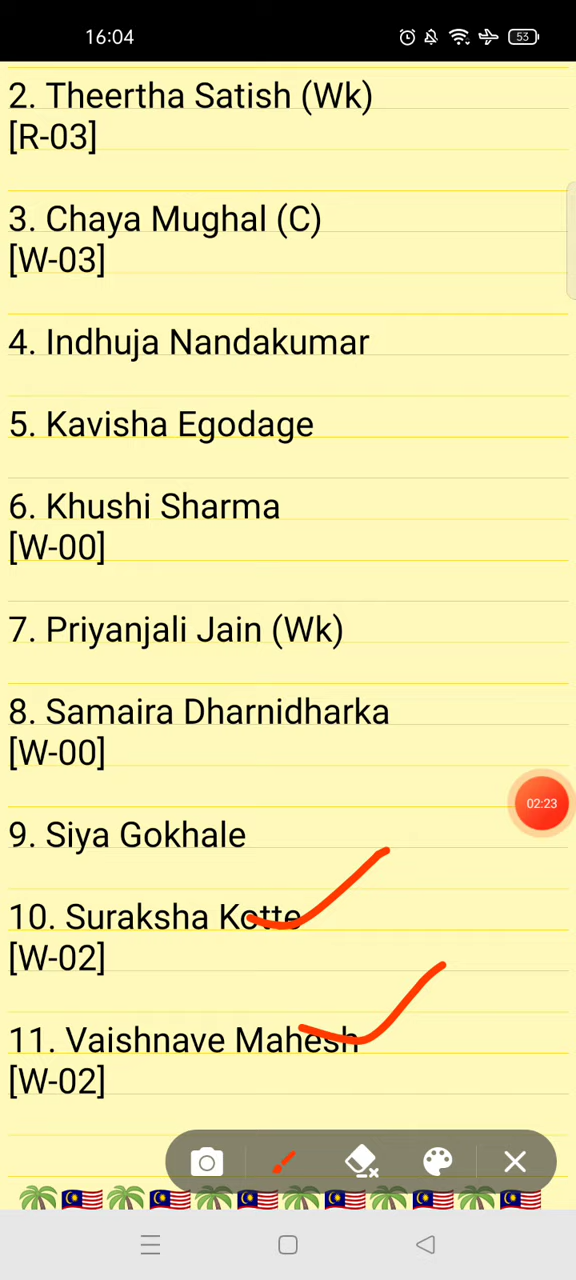 16:04
53
2. Theertha Satish (Wk)
[R-03]
3. Chaya Mughal (C)
[W-03]
4. Indhuja Nandakumar
5. Kavisha Egodage
6. Khushi Sharma
[W-00]
7. Priyanjali Jain (Wk)
8. Samaira Dharnidharka
[W-00]
02:23
9. Siya Gokhale
10. Suraksha Kotte
[W-02]
11. Vaishnave Mahesh
[W-02]